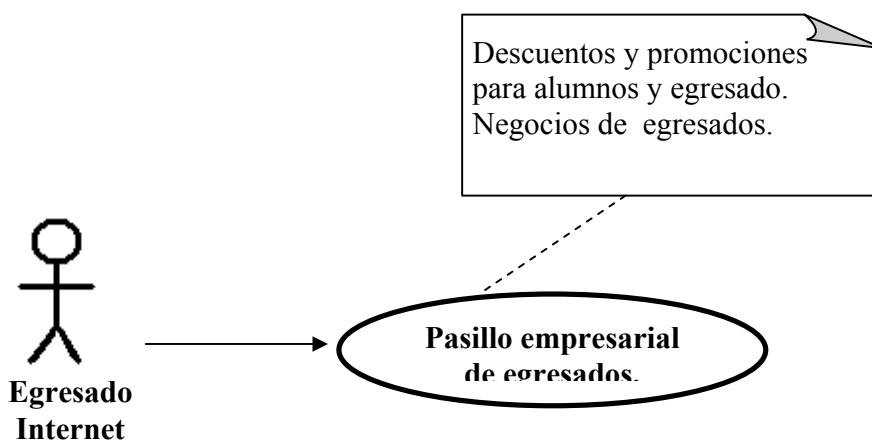 Descuentos y promociones
para alumnos y egresado.
Negocios de egresados.
Pasillo empresarial
de egresados.
Egresado
Internet